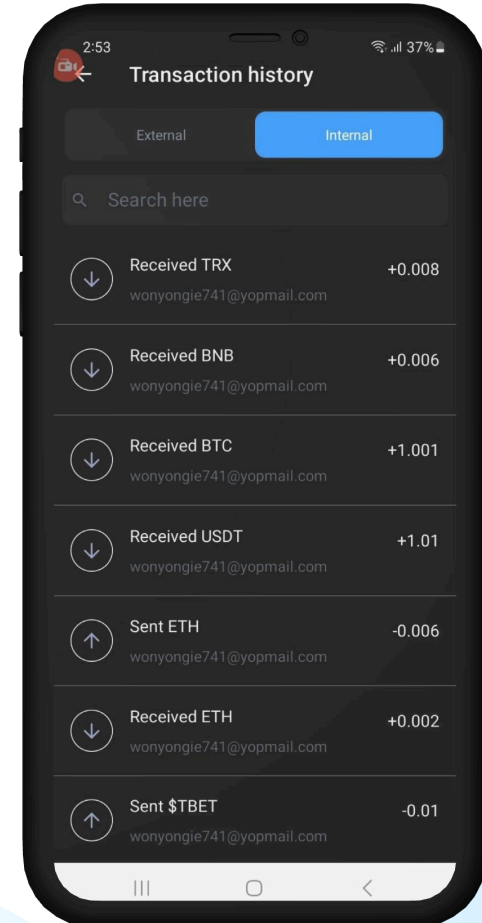 2:53
37%
Transaction history
External
Internal
Search here
Received TRX
+0.008
wonyongie741@yopmail.com
Received BNB
+0.006
wonyongie741@yopmail.com
Received BTC
+1.001
wonyongie741@yopmail.com
Received USDT
+1.01
wonyongie741@yopmail.com
Sent ETH
-0.006
wonyongie741@yopmail.com
Received ETH
+0.002
wonyongie741@yopmail.com
Sent $TBET
-0.01
wonyongie741@yopmail.com